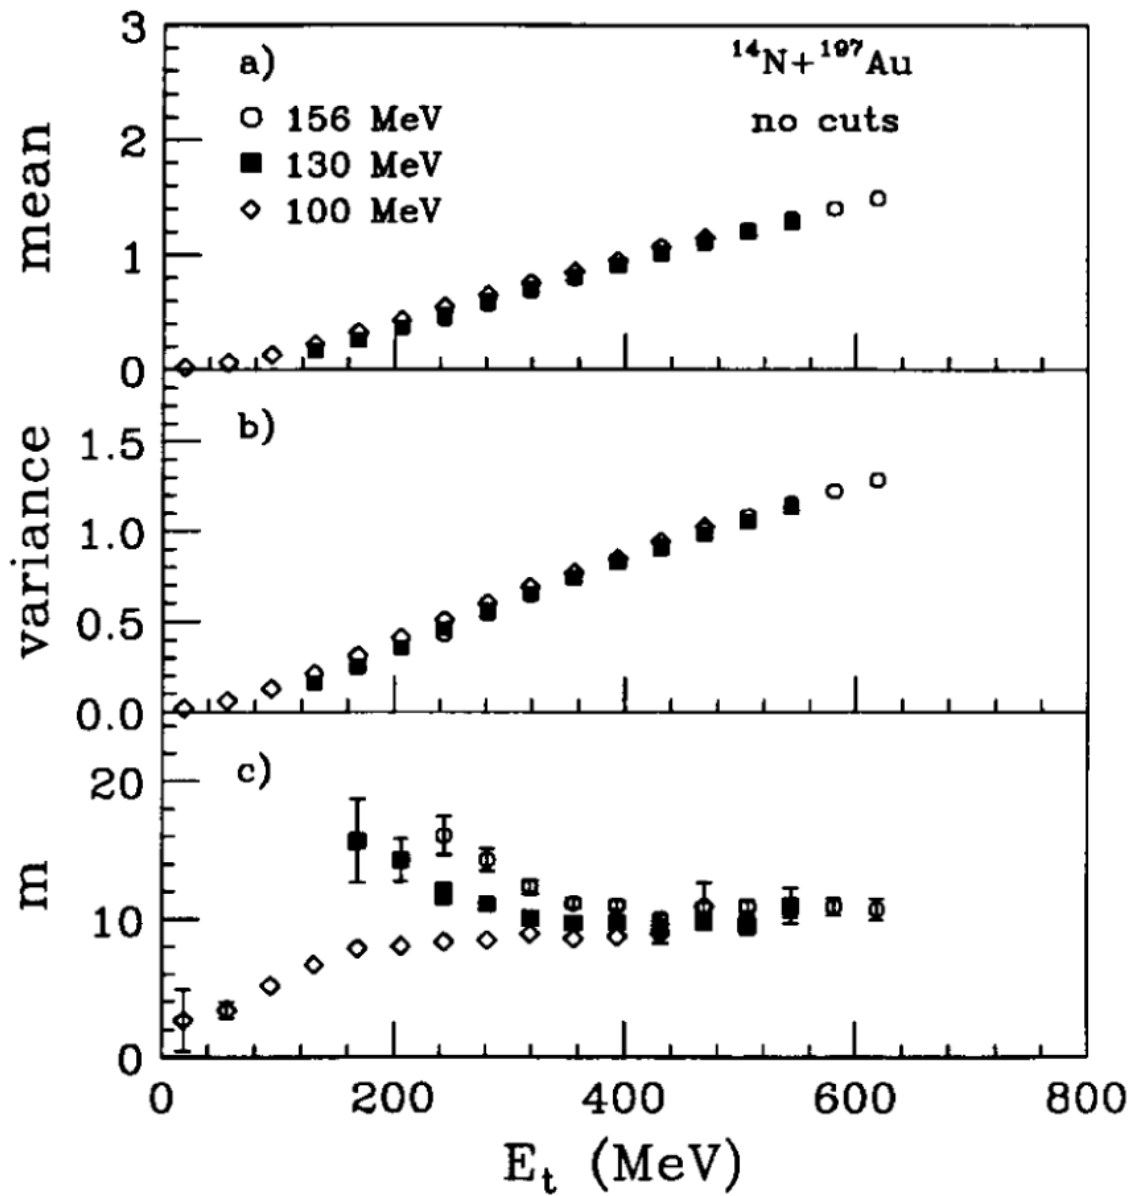 3
a)
¹⁴N+¹⁹⁷Au
156 MeV
no cuts
2
130 MeV
mean
100 MeV
1
0
b)
1.5
variance
1.0
0.5
0.0
c)
20
m
10
0
0 200 400 600 800
Eₜ (MeV)